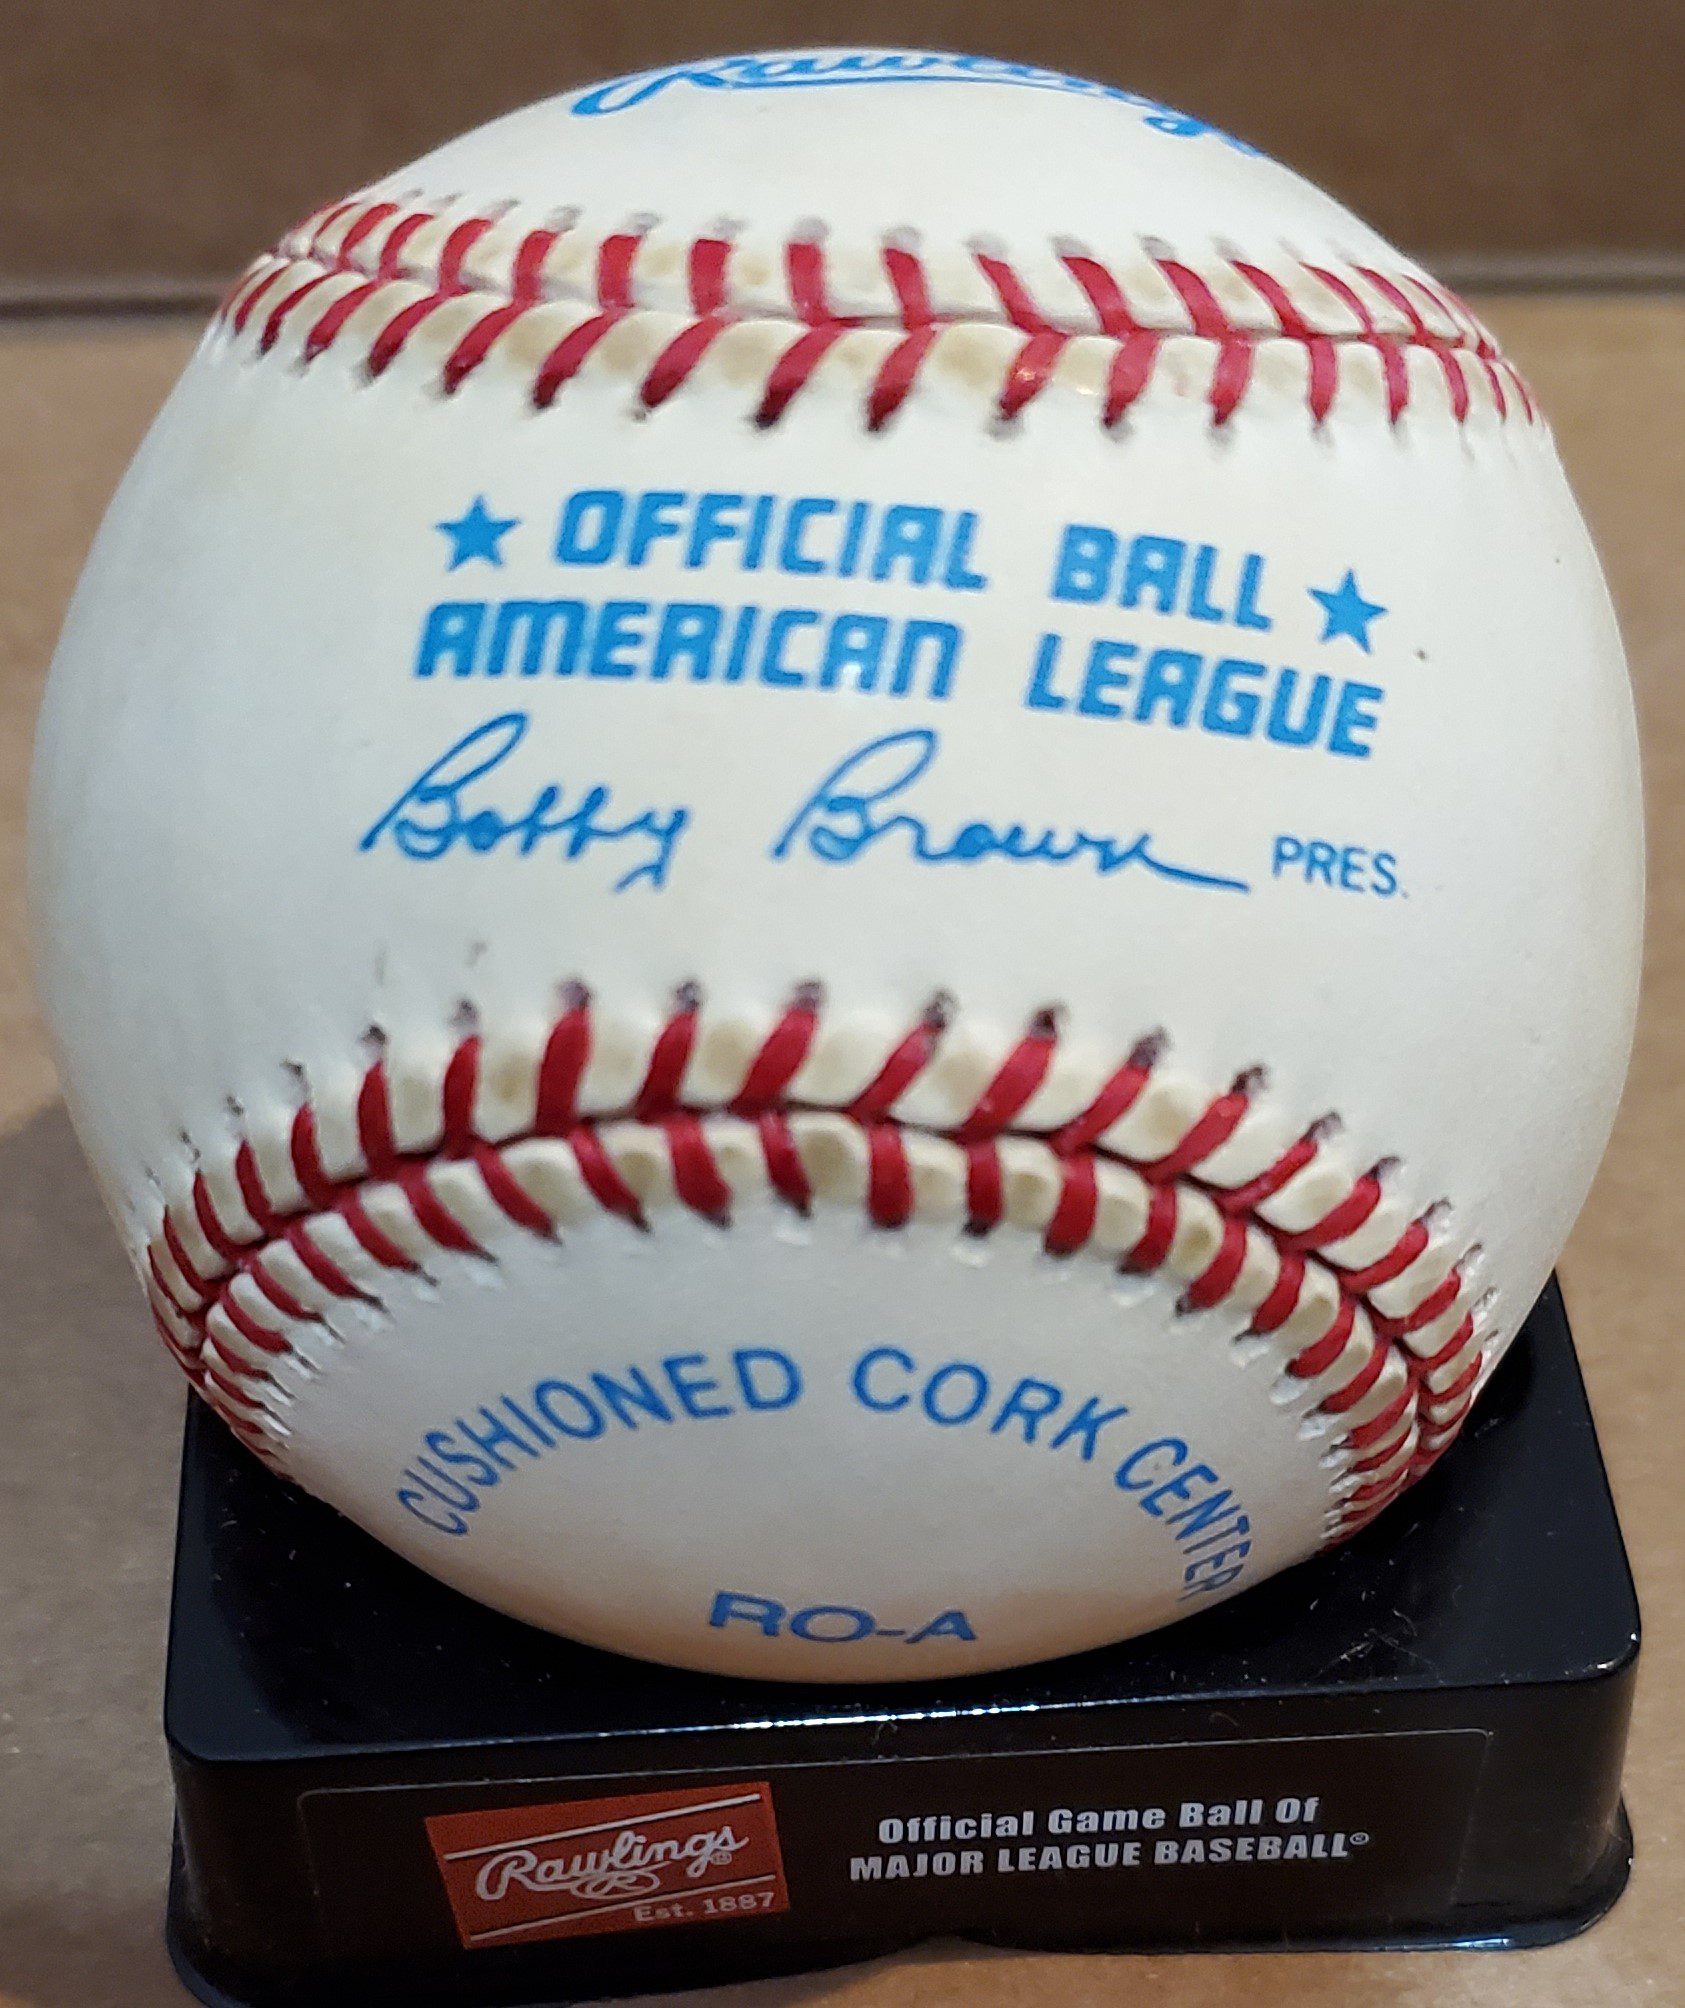 Rawlings
★ OFFICIAL BALL ★
AMERICAN LEAGUE
Bobby Brown PRES.
CUSHIONED CORK CENTER
RO-A
Rawlings®
Est. 1887
Official Game Ball Of
MAJOR LEAGUE BASEBALL®